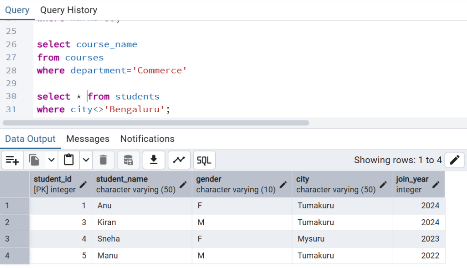 Query Query History
25
26 select course_name
27 from courses
28 where department='Commerce'
29
30 select * from students
31 where city<>'Bengaluru';
Data Output Messages Notifications
SQL Showing rows: 1 to 4
student_id student_name gender city join_year
[PK] integer character varying (50) character varying (10) character varying (50) integer
1 1 Anu F Tumakuru 2024
2 3 Kiran M Tumakuru 2024
3 4 Sneha F Mysuru 2023
4 5 Manu M Tumakuru 2022